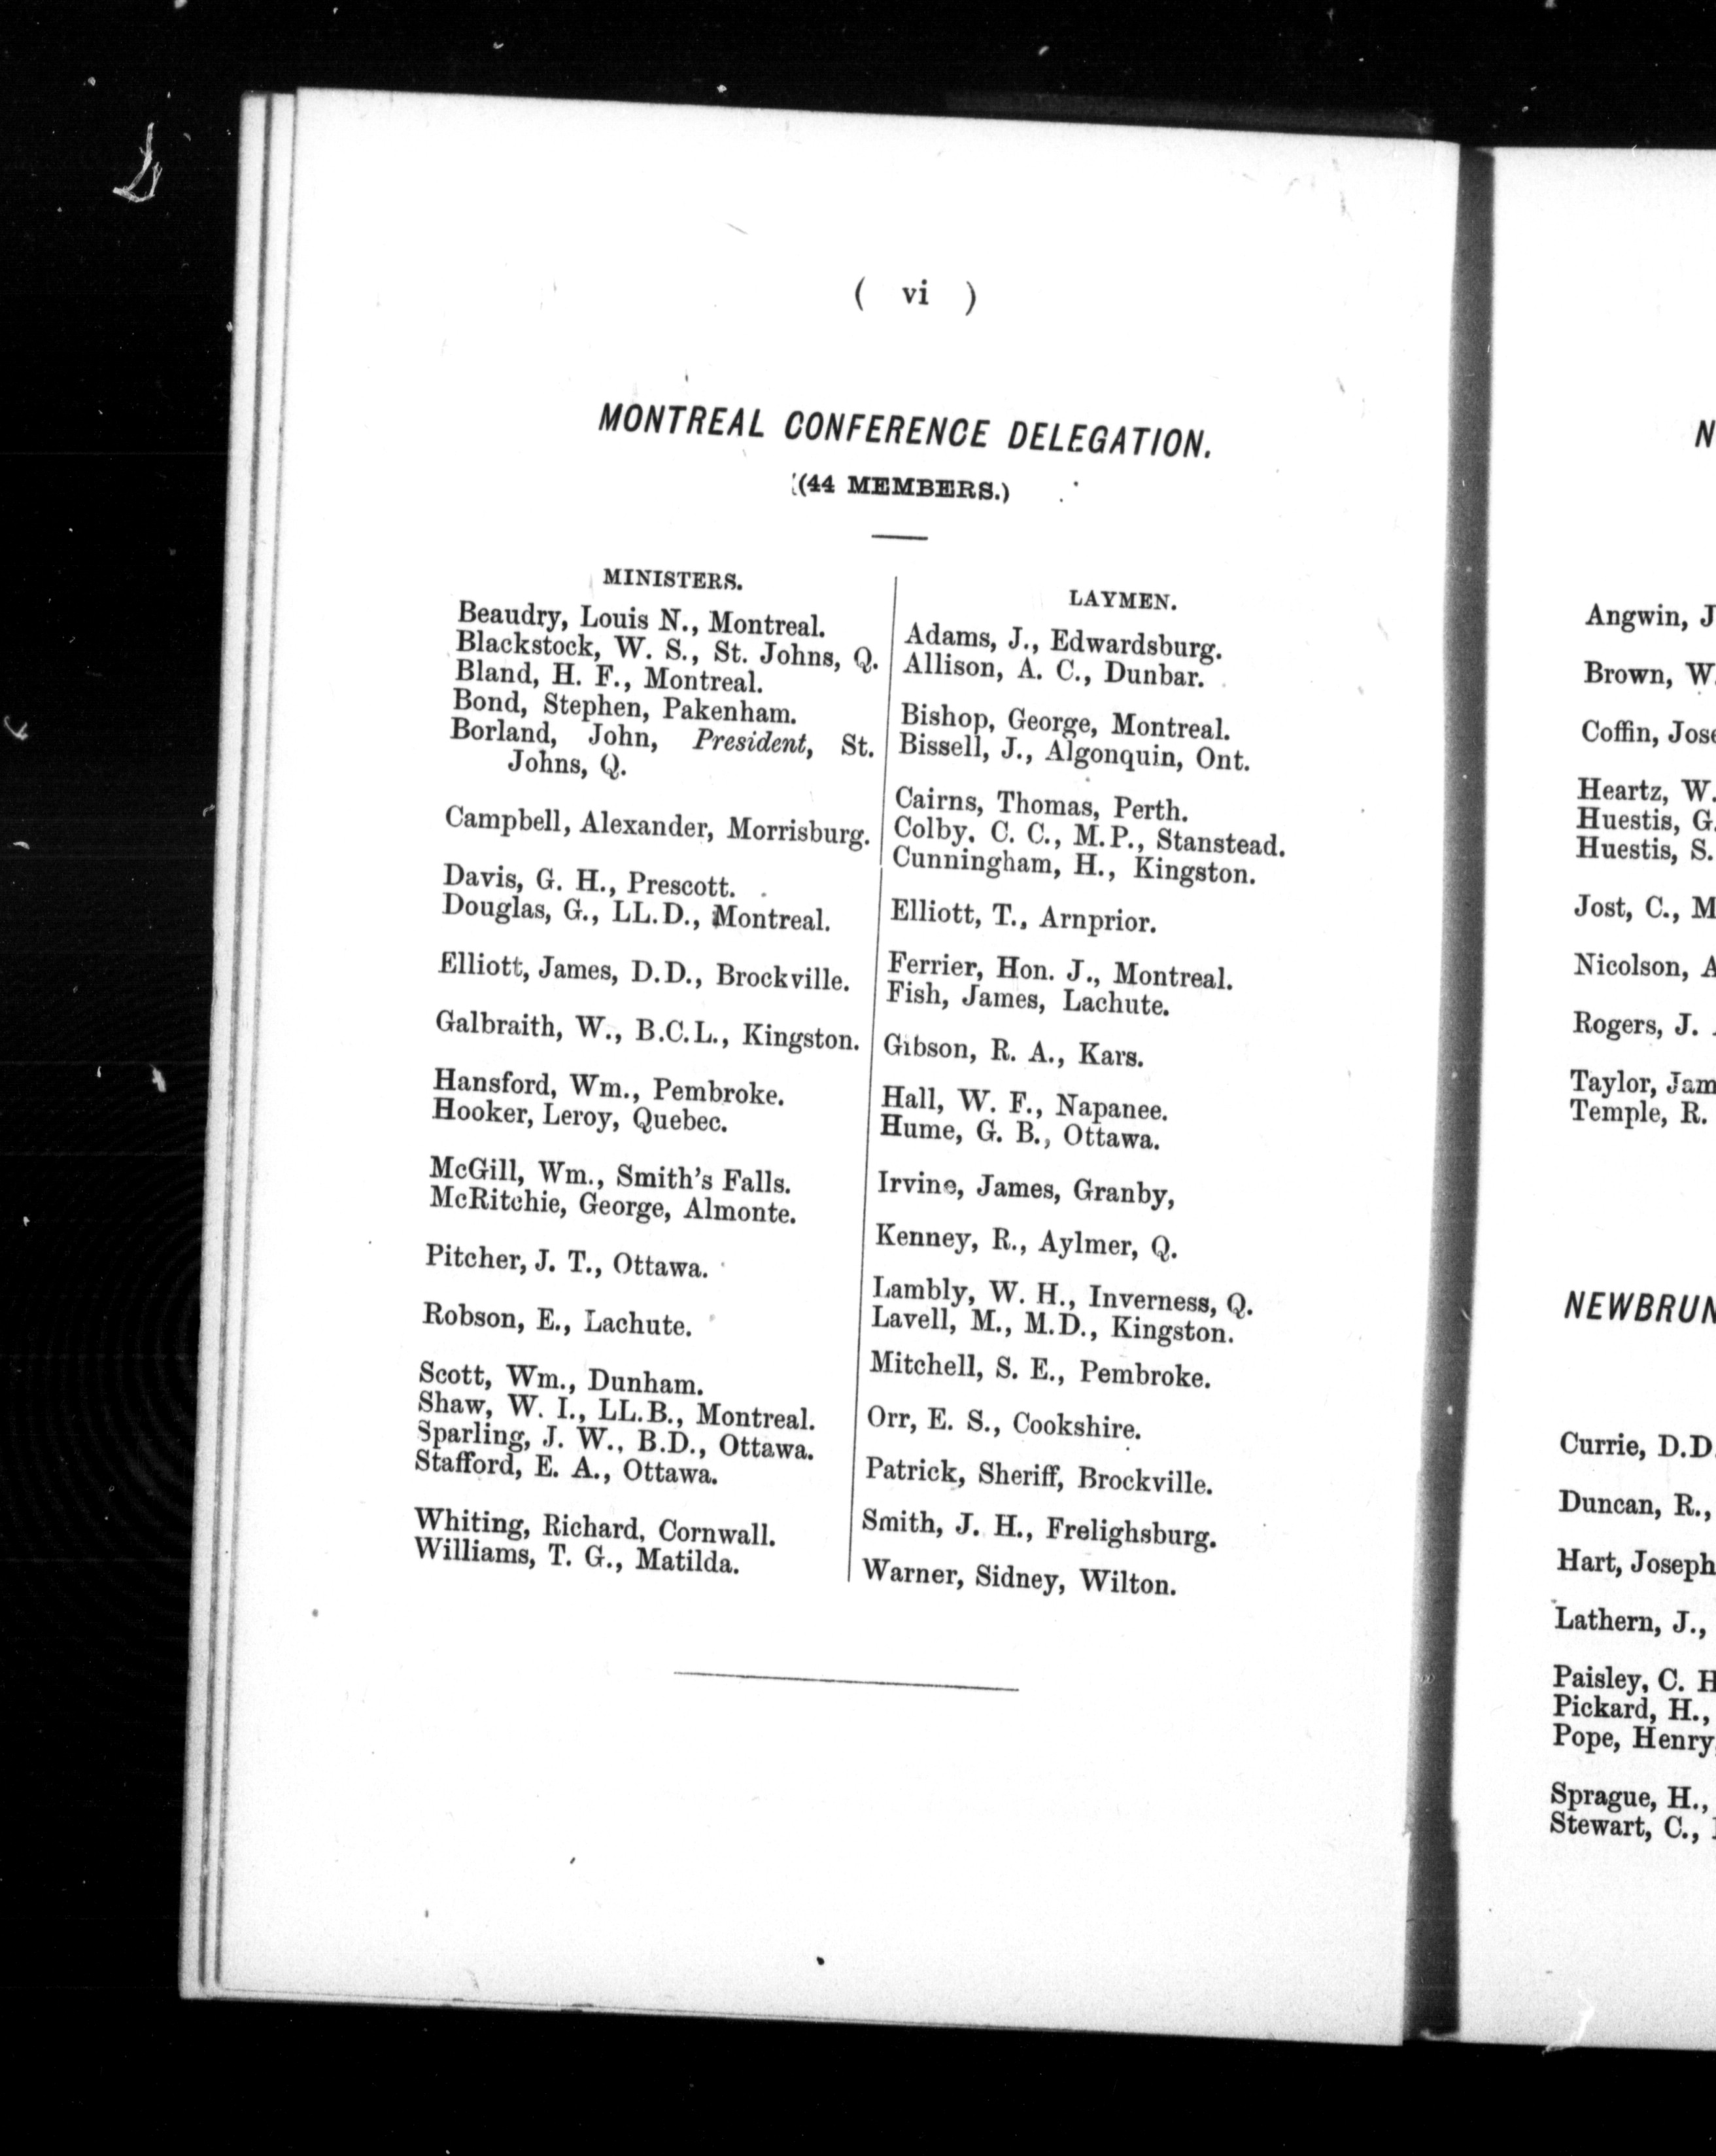 ( vi )
MONTREAL CONFERENCE DELEGATION.
(44 MEMBERS.)
MINISTERS.
Beaudry, Louis N., Montreal.
Blackstock, W. S., St. Johns, Q.
Bland, H. F., Montreal.
Bond, Stephen, Pakenham.
Borland, John, President, St.
Johns, Q.
Campbell, Alexander, Morrisburg.
Davis, G. H., Prescott.
Douglas, G., LL.D., Montreal.
Elliott, James, D.D., Brockville.
Galbraith, W., B.C.L., Kingston.
Hansford, Wm., Pembroke.
Hooker, Leroy, Quebec.
McGill, Wm., Smith's Falls.
McRitchie, George, Almonte.
Pitcher, J. T., Ottawa.
Robson, E., Lachute.
Scott, Wm., Dunham.
Shaw, W. I., LL.B., Montreal.
Sparling, J. W., B.D., Ottawa.
Stafford, E. A., Ottawa.
Whiting, Richard, Cornwall.
Williams, T. G., Matilda.
LAYMEN.
Adams, J., Edwardsburg.
Allison, A. C., Dunbar.
Bishop, George, Montreal.
Bissell, J., Algonquin, Ont.
Cairns, Thomas, Perth.
Colby. C. C., M.P., Stanstead.
Cunningham, H., Kingston.
Elliott, T., Arnprior.
Ferrier, Hon. J., Montreal.
Fish, James, Lachute.
Gibson, R. A., Kars.
Hall, W. F., Napanee.
Hume, G. B., Ottawa.
Irvine, James, Granby,
Kenney, R., Aylmer, Q.
Lambly, W. H., Inverness, Q.
Lavell, M., M.D., Kingston.
Mitchell, S. E., Pembroke.
Orr, E. S., Cookshire.
Patrick, Sheriff, Brockville.
Smith, J. H., Frelighsburg.
Warner, Sidney, Wilton.
N
Angwin, J
Brown, W.
Coffin, Jose
Heartz, W.
Huestis, G.
Huestis, S.
Jost, C., M
Nicolson, A
Rogers, J.
Taylor, Jam
Temple, R.
NEWBRUN
Currie, D.D.
Duncan, R.,
Hart, Joseph
Lathern, J.,
Paisley, C. H
Pickard, H.,
Pope, Henry,
Sprague, H.,
Stewart, C.,